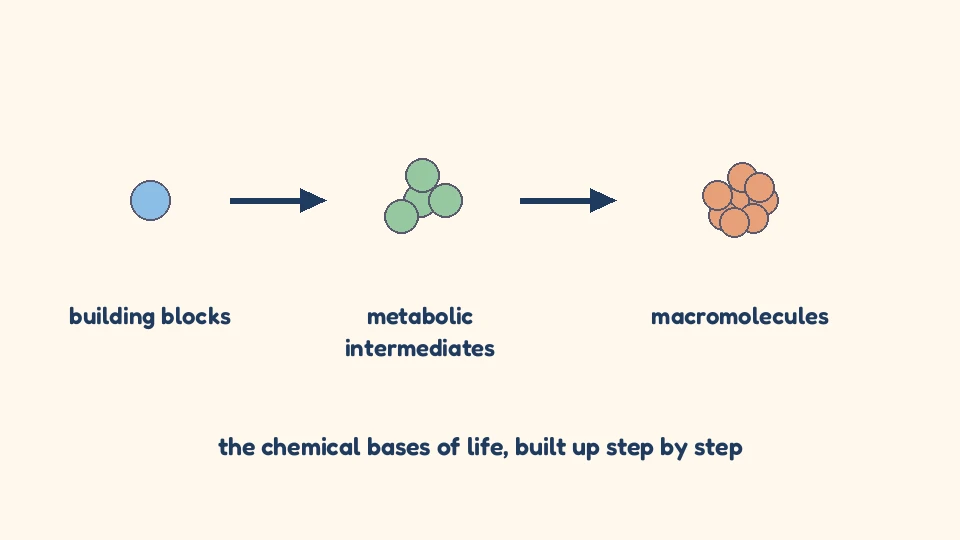 building blocks
metabolic
intermediates
macromolecules
the chemical bases of life, built up step by step